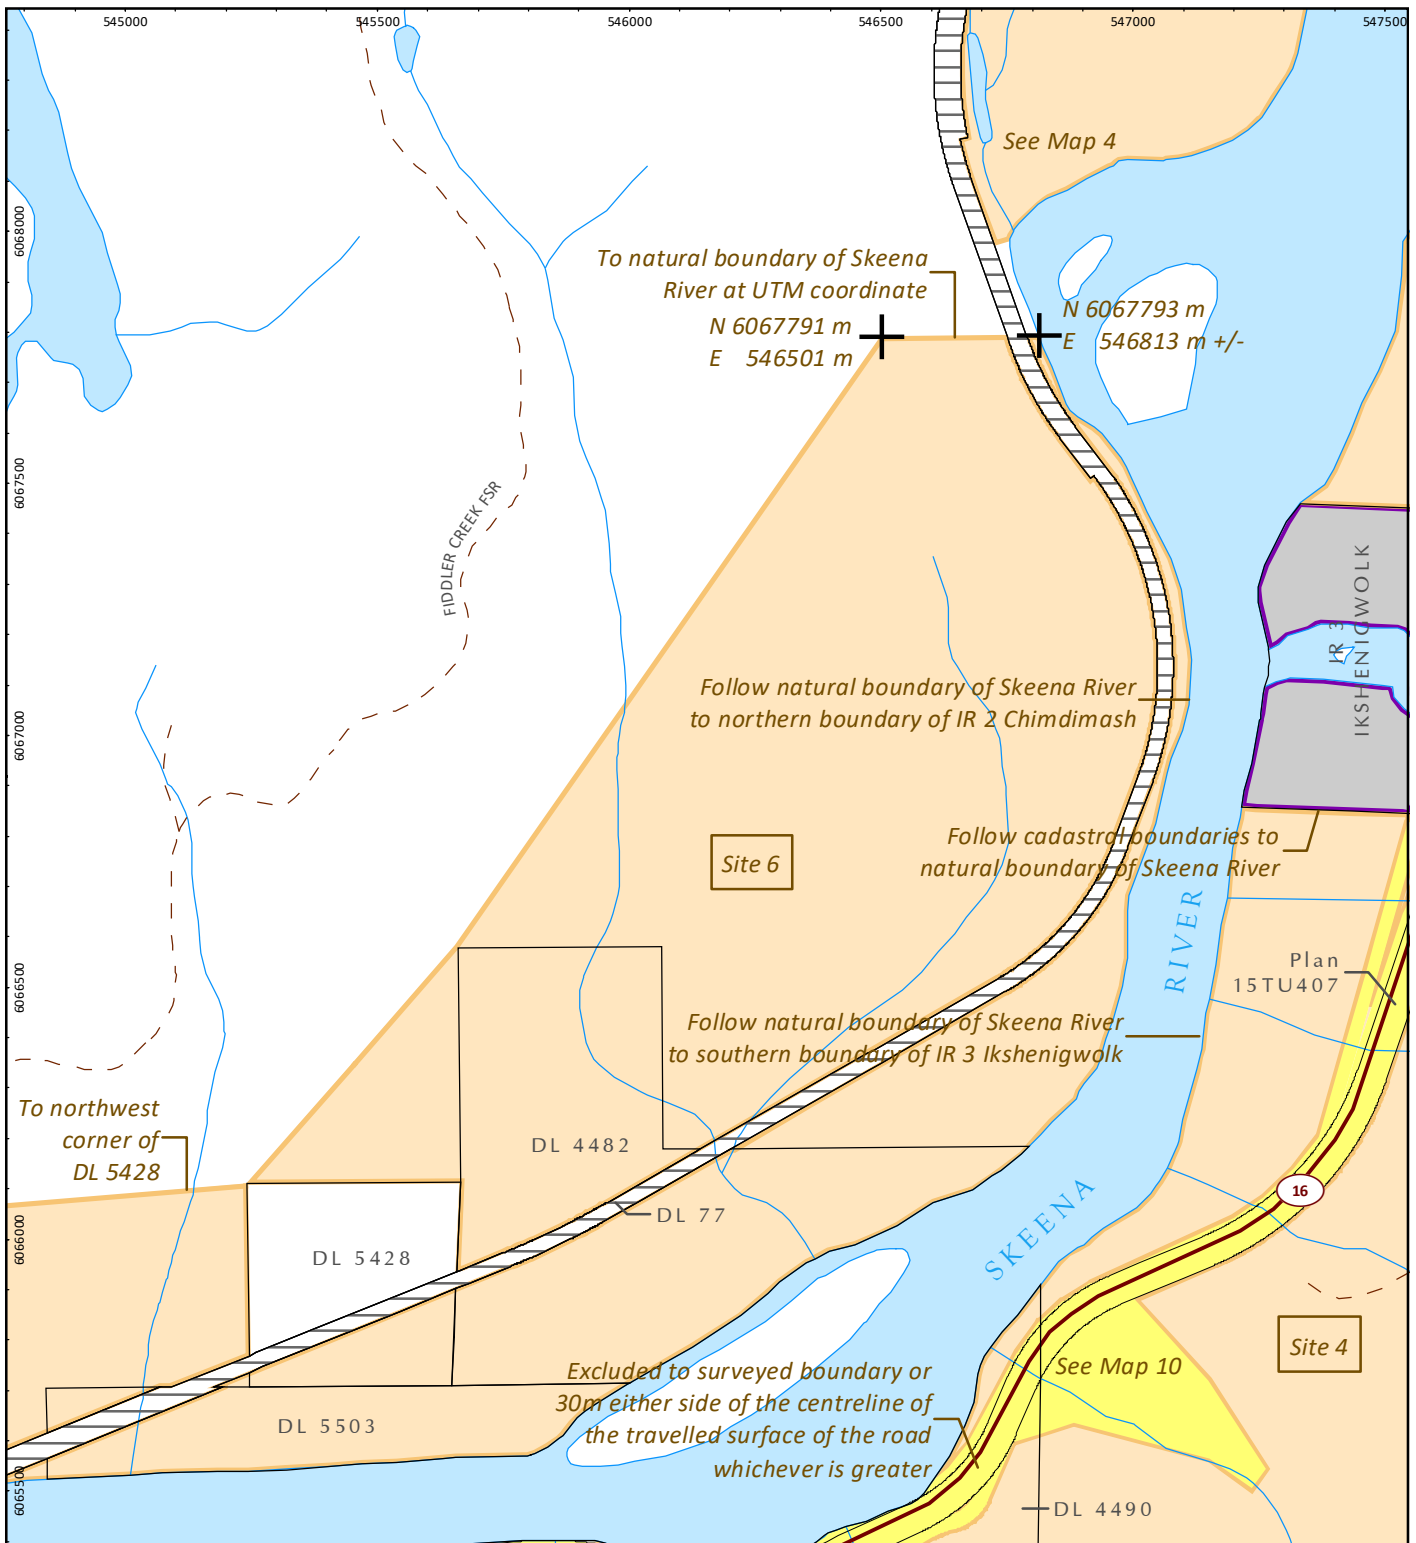 545000
545500
546000
546500
547000
547500
6068000
6067500
6067000
6066500
6066000
6065500
See Map 4
To natural boundary of Skeena
River at UTM coordinate
N 6067791 m
E 546501 m
N 6067793 m
E 546813 m +/-
FIDDLER CREEK FSR
IR 3
IKSHENIGWOLK
Follow natural boundary of Skeena River
to northern boundary of IR 2 Chimdimash
Follow cadastral boundaries to
natural boundary of Skeena River
Site 6
RIVER
Plan
15TU407
Follow natural boundary of Skeena River
to southern boundary of IR 3 Ikshenigwolk
To northwest
corner of
DL 5428
DL 4482
DL 77
16
SKEENA
DL 5428
Site 4
See Map 10
Excluded to surveyed boundary or
30m either side of the centreline of
the travelled surface of the road
whichever is greater
DL 5503
DL 4490